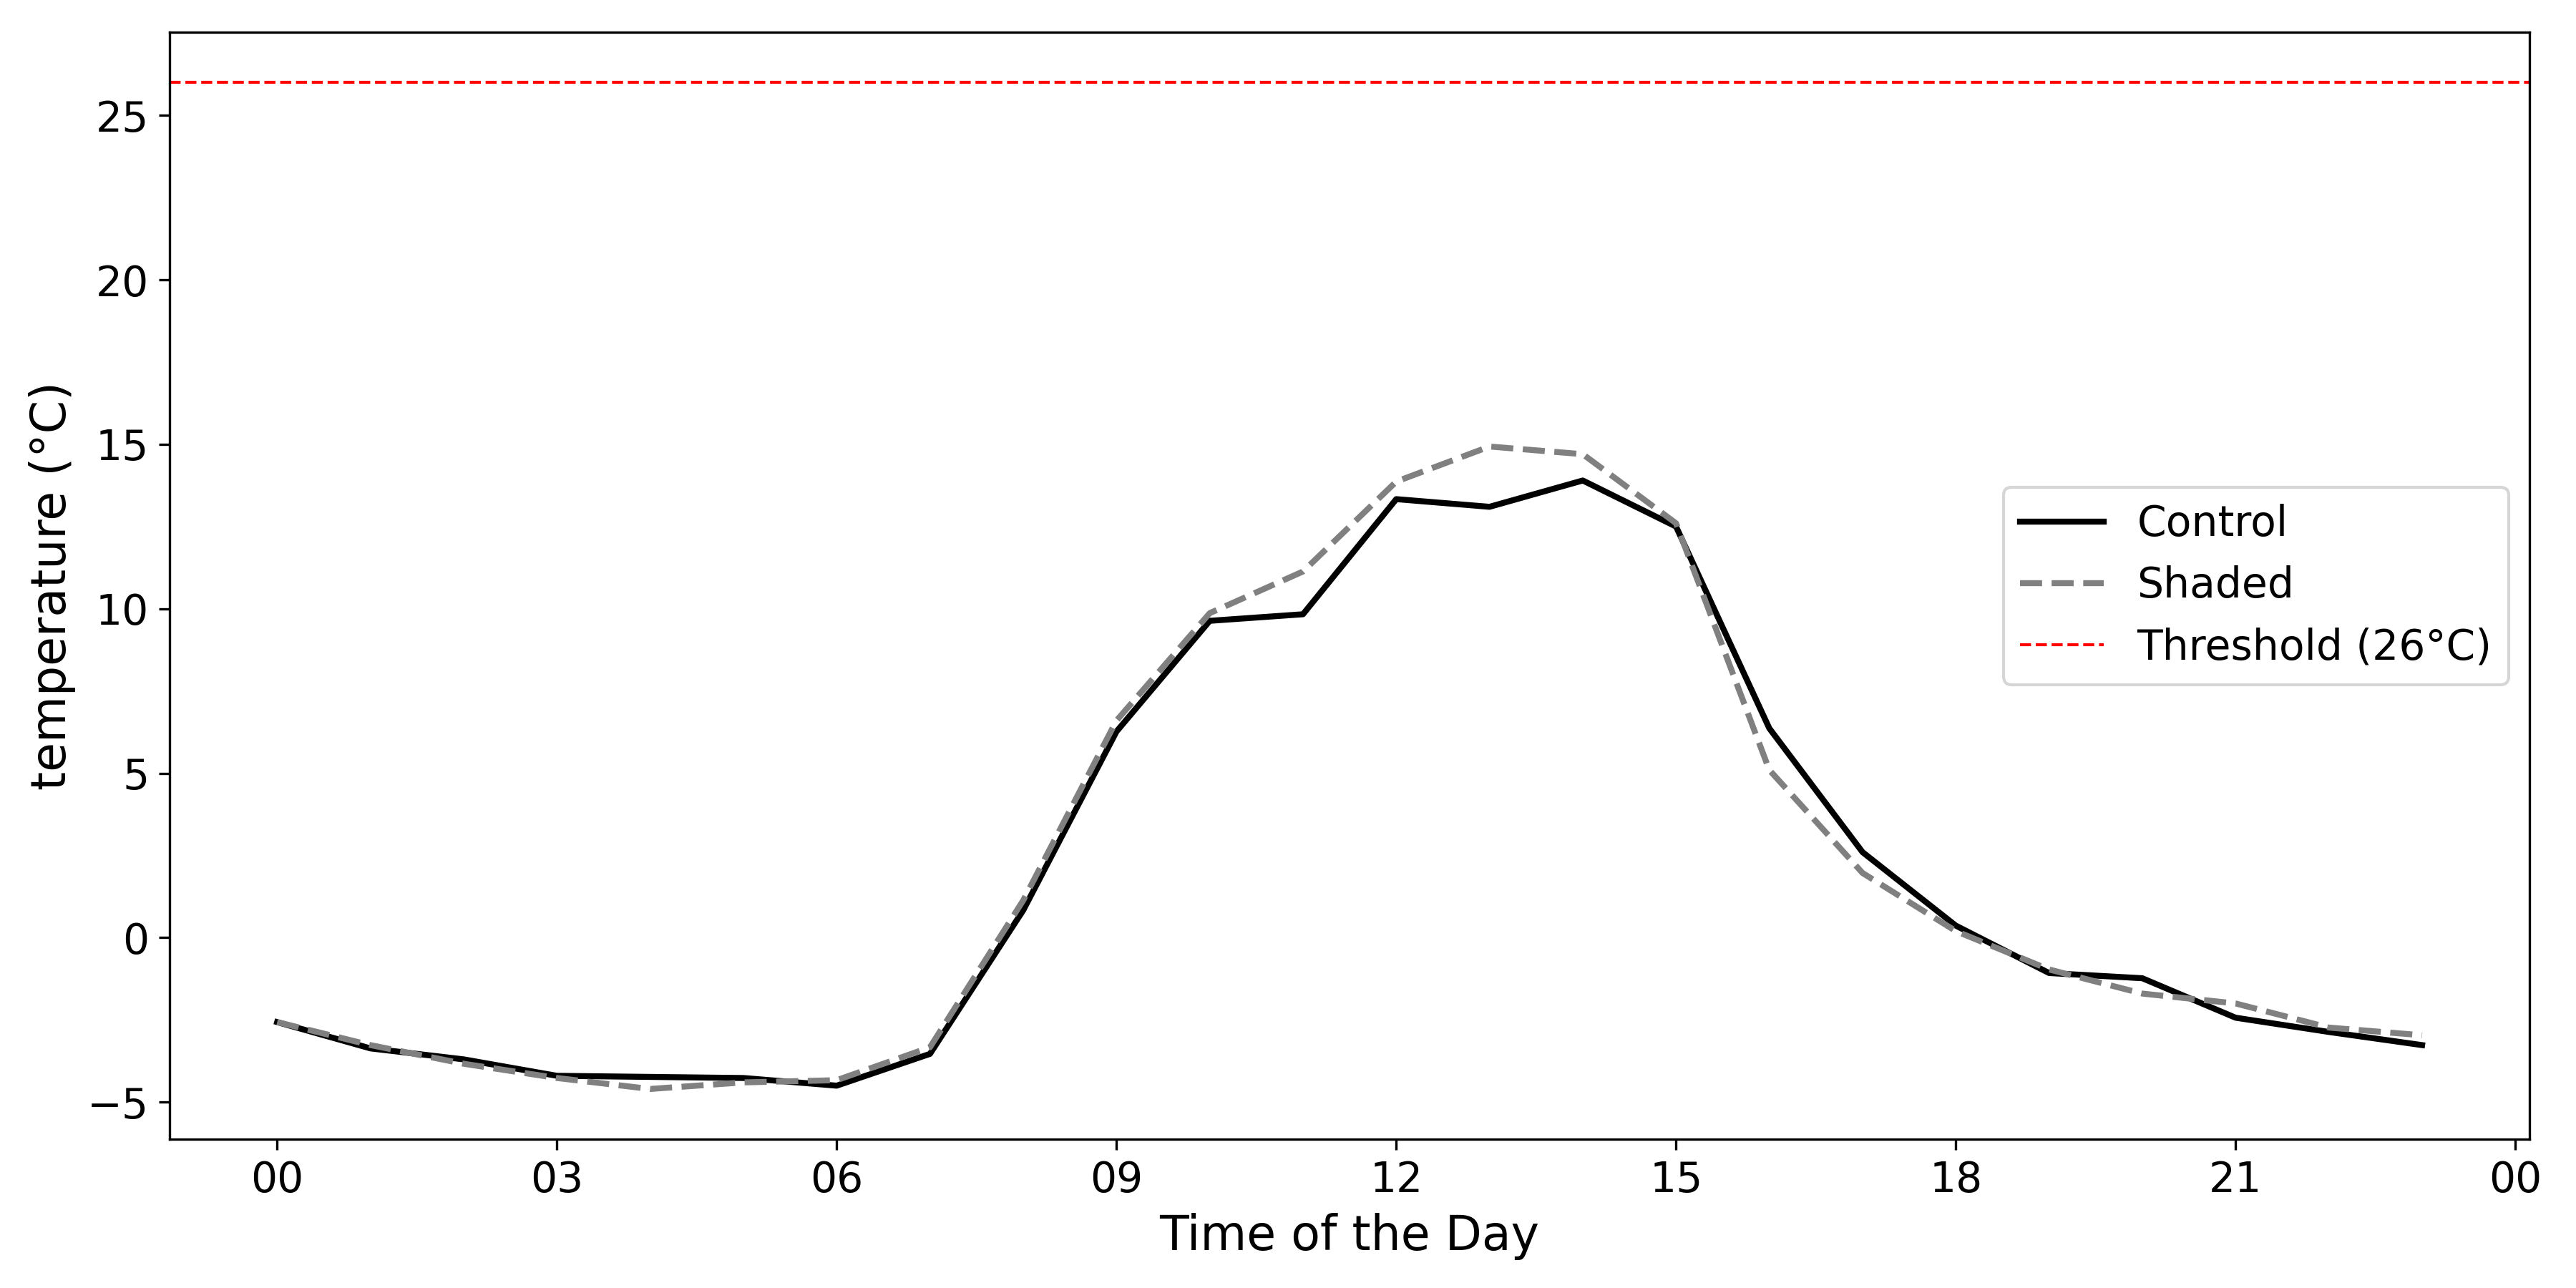 25
20
15
10
5
0
−5
temperature (°C)
Control
Shaded
Threshold (26°C)
00 03 06 09 12 15 18 21 00
Time of the Day